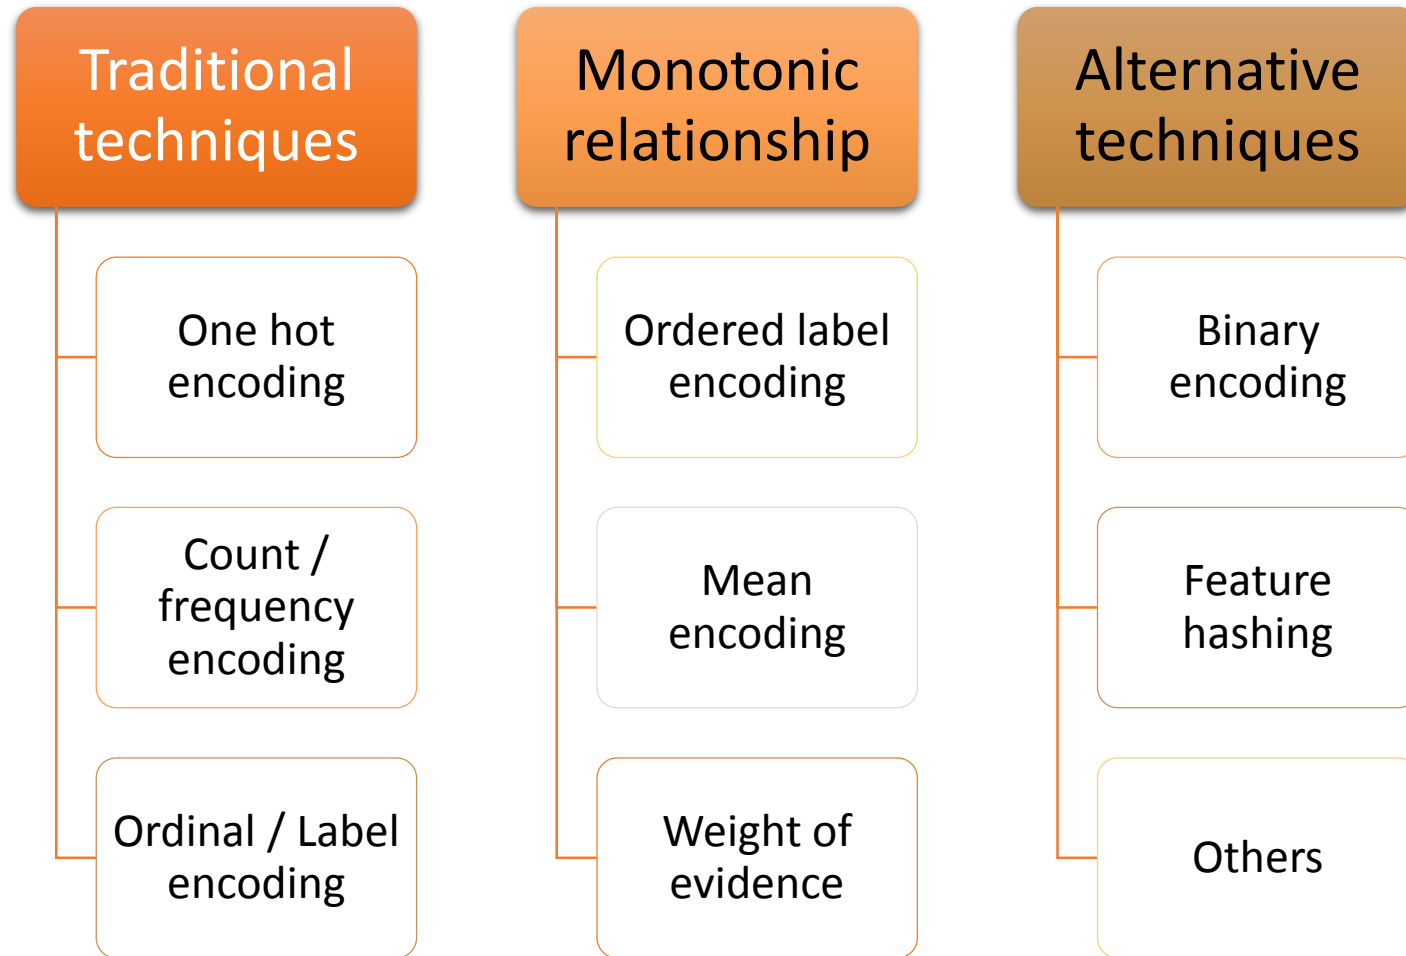 Traditional
techniques
One hot
encoding
Count /
frequency
encoding
Ordinal / Label
encoding
Monotonic
relationship
Ordered label
encoding
Mean
encoding
Weight of
evidence
Alternative
techniques
Binary
encoding
Feature
hashing
Others